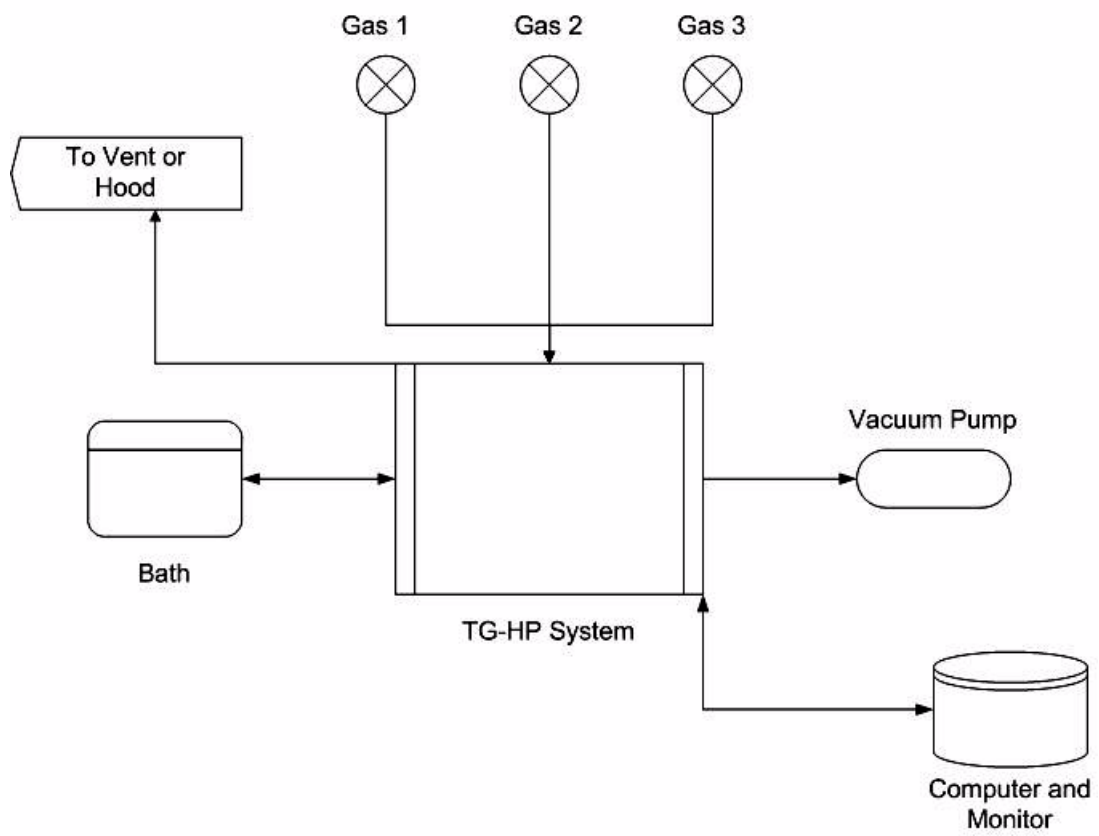 Gas 1
Gas 2
Gas 3
To Vent or
Hood
Vacuum Pump
Bath
TG-HP System
Computer and
Monitor